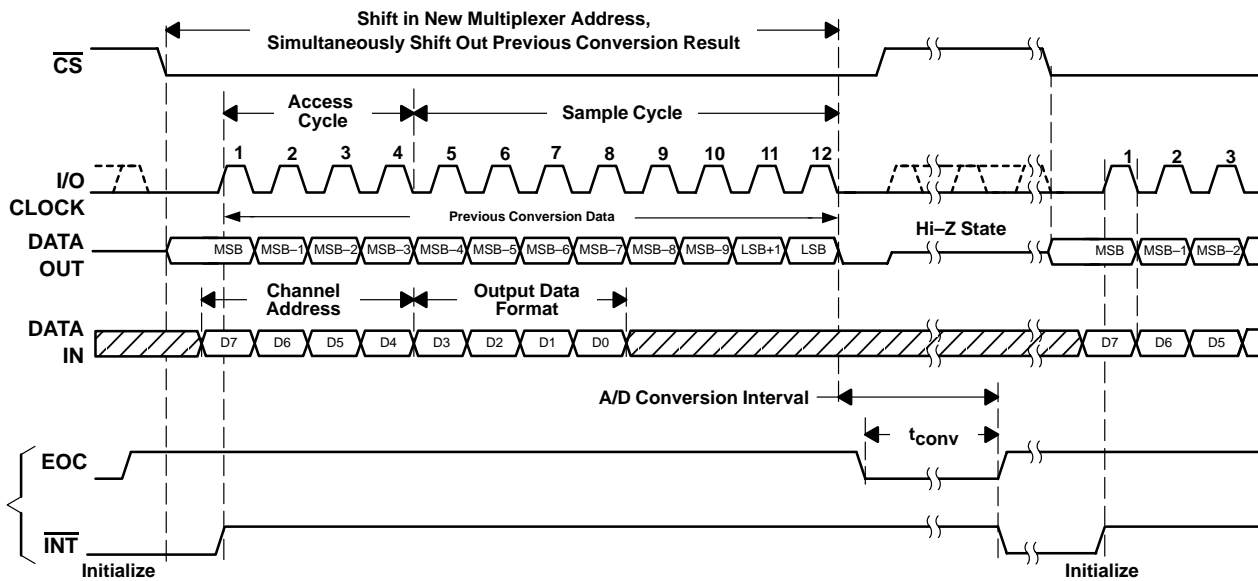 Shift in New Multiplexer Address,
Simultaneously Shift Out Previous Conversion Result
CS
Access
Cycle
Sample Cycle
1 2 3 4 5 6 7 8 9 10 11 12 1 2 3
I/O
CLOCK
Previous Conversion Data
Hi–Z State
DATA
OUT
MSB MSB–1 MSB–2 MSB–3 MSB–4 MSB–5 MSB–6 MSB–7 MSB–8 MSB–9 LSB+1 LSB MSB MSB–1 MSB–2
Channel
Address
Output Data
Format
DATA
IN
D7 D6 D5 D4 D3 D2 D1 D0 D7 D6 D5
A/D Conversion Interval
tconv
EOC
INT
Initialize Initialize